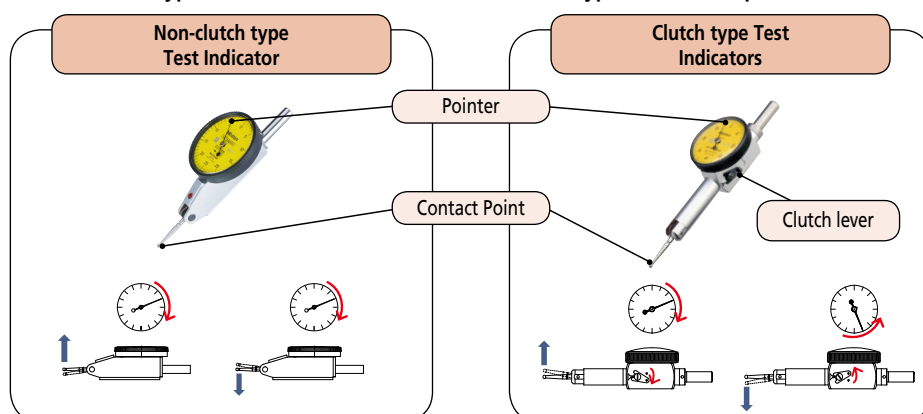 Non-clutch type
Test Indicator
Clutch type Test
Indicators
Pointer
Contact Point
Clutch lever